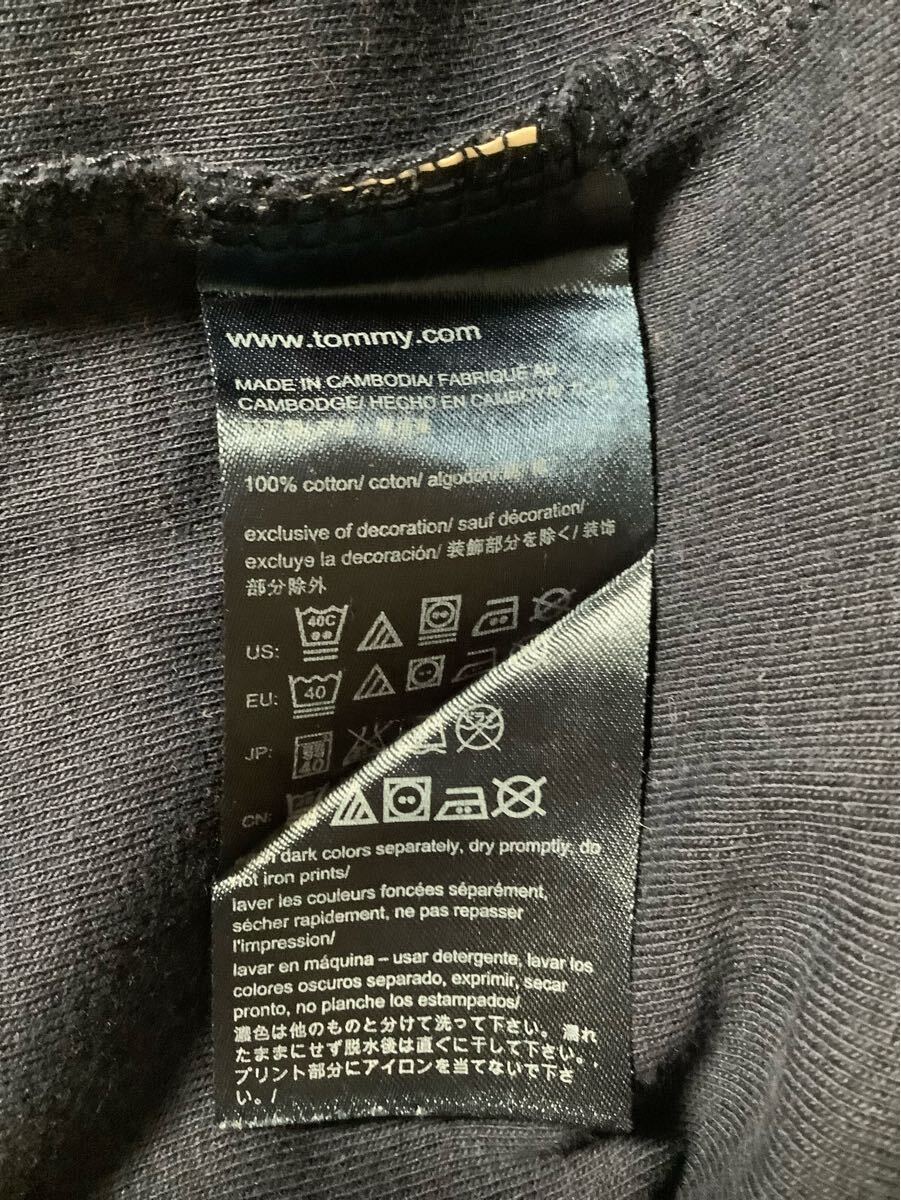 www.tommy.com
MADE IN CAMBODIA/ FABRIQUÉ AU
CAMBODGE/ HECHO EN CAMBOYA/
100% cotton/ coton/ algodón/
exclusive of decoration/ sauf décoration/
excluye la decoración/ 装飾部分を除く/ 装饰
部分除外
US: 40C
EU: 40
JP: 40
CN:
dark colors separately, dry promptly, do
not iron prints/
laver les couleurs foncées séparément,
sécher rapidement, ne pas repasser
l'impression/
lavar en máquina – usar detergente, lavar los
colores oscuros separado, exprimir, secar
pronto, no planche los estampados/
濃色は他のものと分けて洗って下さい。濡れ
たままにせず脱水後は直ぐに干して下さい。
プリント部分にアイロンを当てないで下さ
い。/